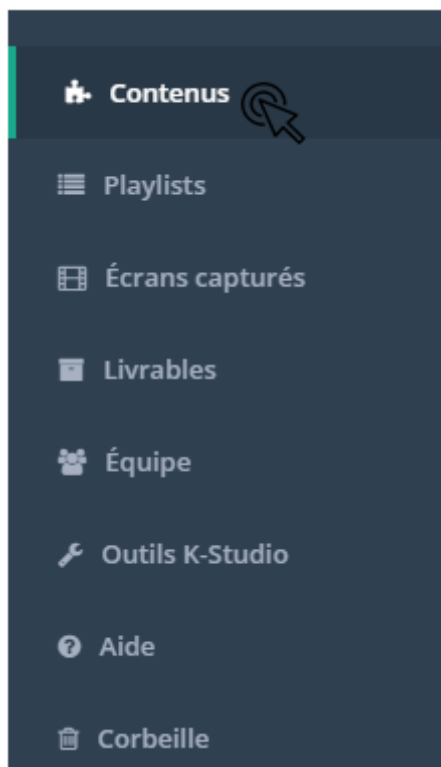 Contenus
Playlists
Écrans capturés
Livrables
Équipe
Outils K-Studio
Aide
Corbeille